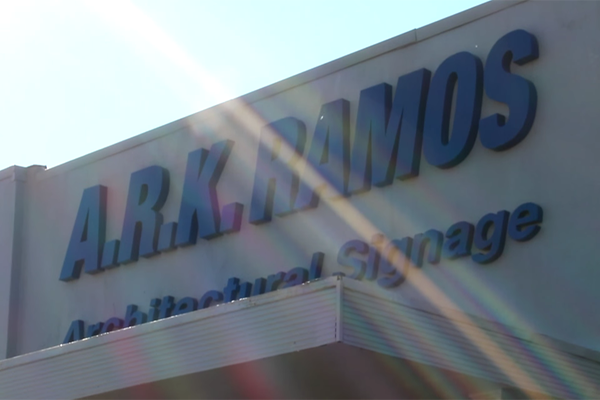 A.R.K. RAMOS
Architectural Signage